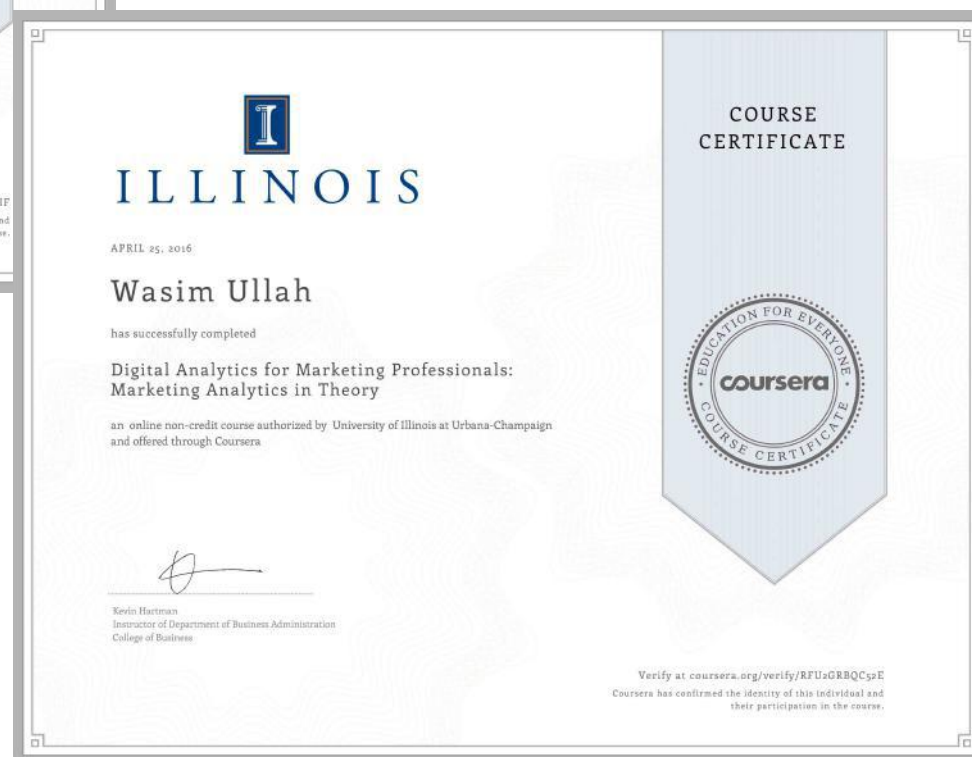 IF
nd
se.
ILLINOIS
COURSE
CERTIFICATE
APRIL 25, 2016
Wasim Ullah
has successfully completed
Digital Analytics for Marketing Professionals:
Marketing Analytics in Theory
an online non-credit course authorized by University of Illinois at Urbana-Champaign
and offered through Coursera
EDUCATION FOR EVERYONE
coursera
COURSE CERTIFICATE
Kevin Hartman
Instructor of Department of Business Administration
College of Business
Verify at coursera.org/verify/RFU2GRBQC52E
Coursera has confirmed the identity of this individual and
their participation in the course.